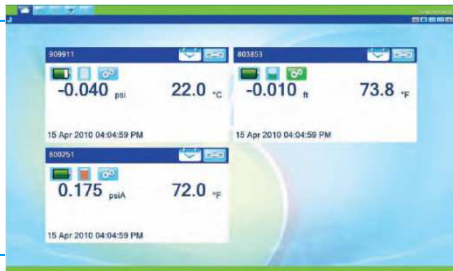 909911
-0.040 psi 22.0 °C
15 Apr 2010 04:04:59 PM
803853
-0.010 ft 73.8 °F
15 Apr 2010 04:04:59 PM
800751
0.175 psiA 72.0 °F
15 Apr 2010 04:04:59 PM